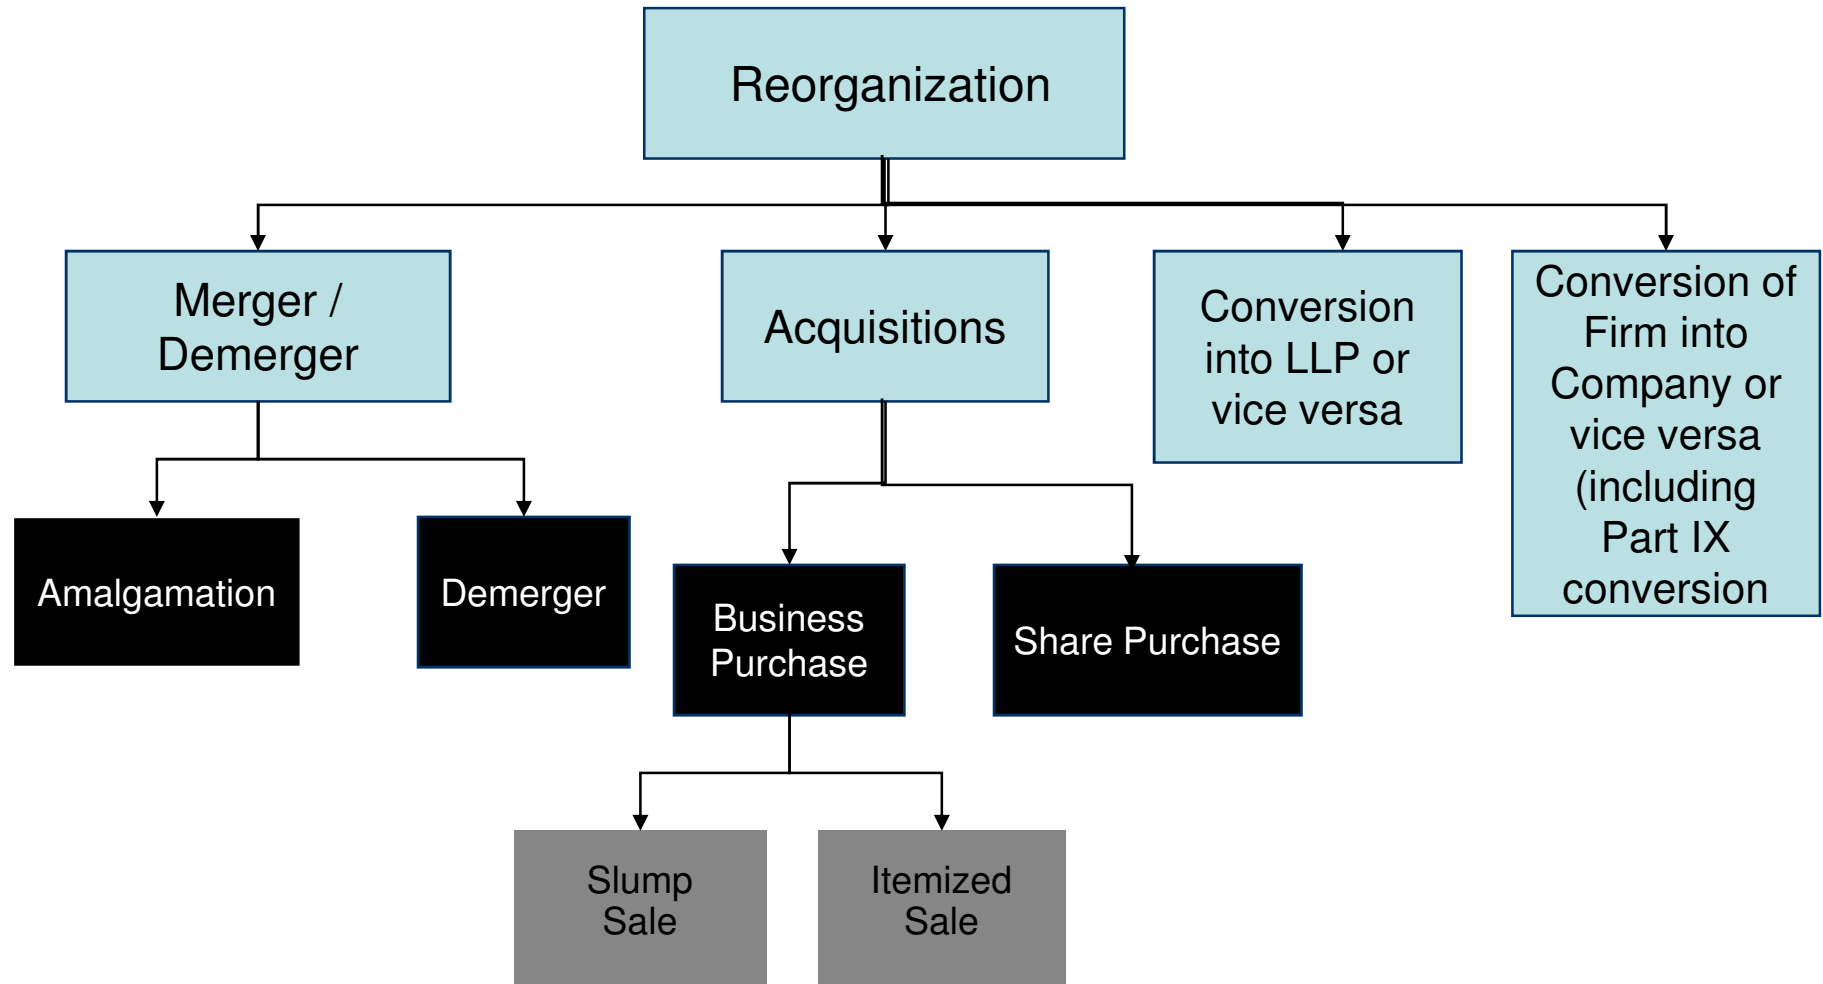 Reorganization
Merger /
Demerger
Acquisitions
Conversion
into LLP or
vice versa
Conversion of
Firm into
Company or
vice versa
(including
Part IX
conversion
Amalgamation
Demerger
Business
Purchase
Share Purchase
Slump
Sale
Itemized
Sale